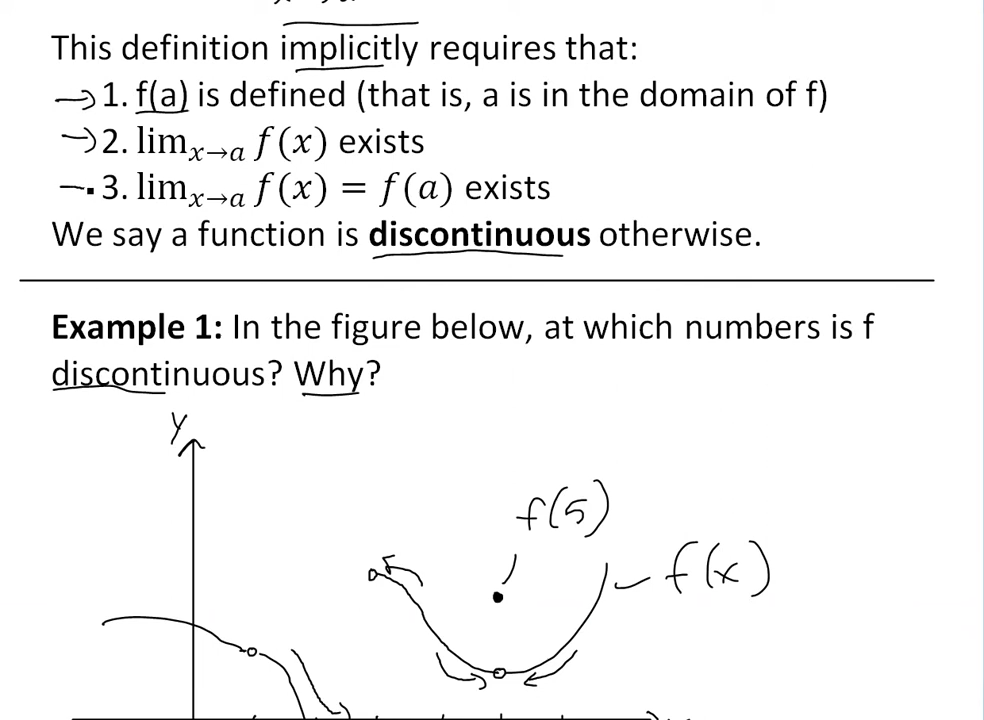 This definition implicitly requires that:
1. f(a) is defined (that is, a is in the domain of f)
2. lim x→a f(x) exists
3. lim x→a f(x) = f(a) exists
We say a function is discontinuous otherwise.
Example 1: In the figure below, at which numbers is f
discontinuous? Why?
y
f(5)
f(x)